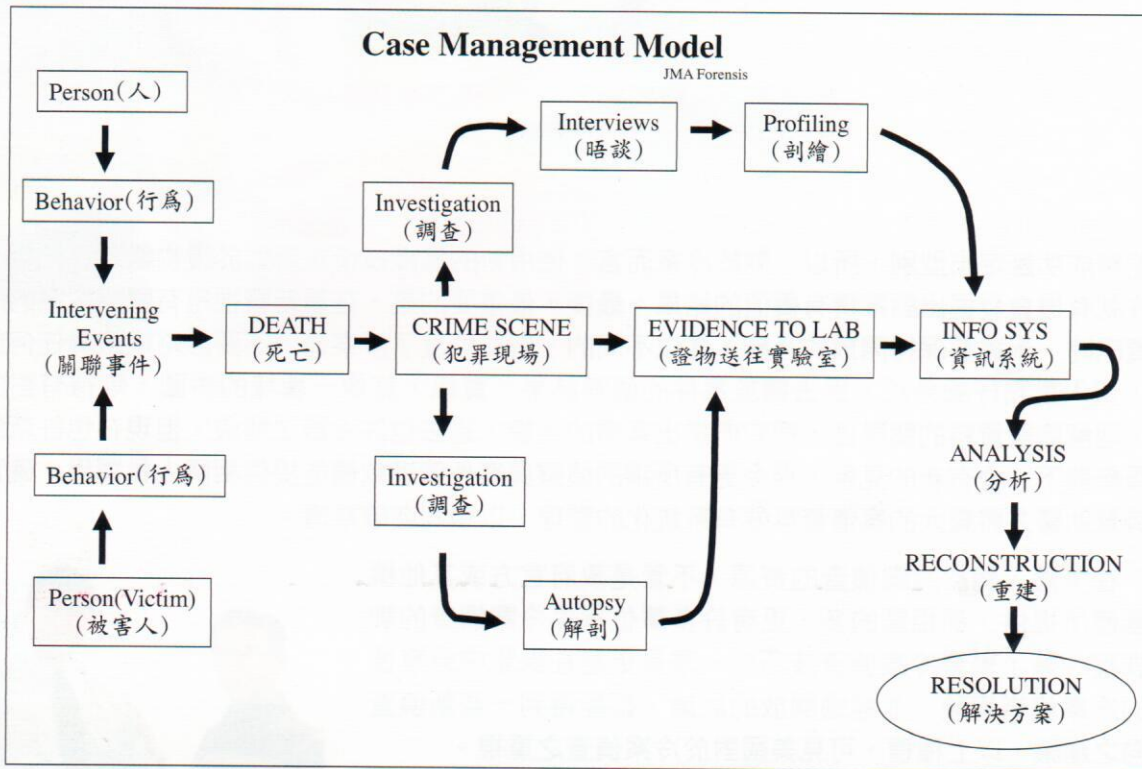 Case Management Model
JMA Forensis
Person(人)
Behavior(行爲)
Intervening
Events
(關聯事件)
Behavior(行爲)
Person(Victim)
(被害人)
DEATH
(死亡)
CRIME SCENE
(犯罪現場)
Investigation
(調查)
Interviews
(晤談)
Profiling
(剖繪)
Investigation
(調查)
Autopsy
(解剖)
EVIDENCE TO LAB
(證物送往實驗室)
INFO SYS
(資訊系統)
ANALYSIS
(分析)
RECONSTRUCTION
(重建)
RESOLUTION
(解決方案)